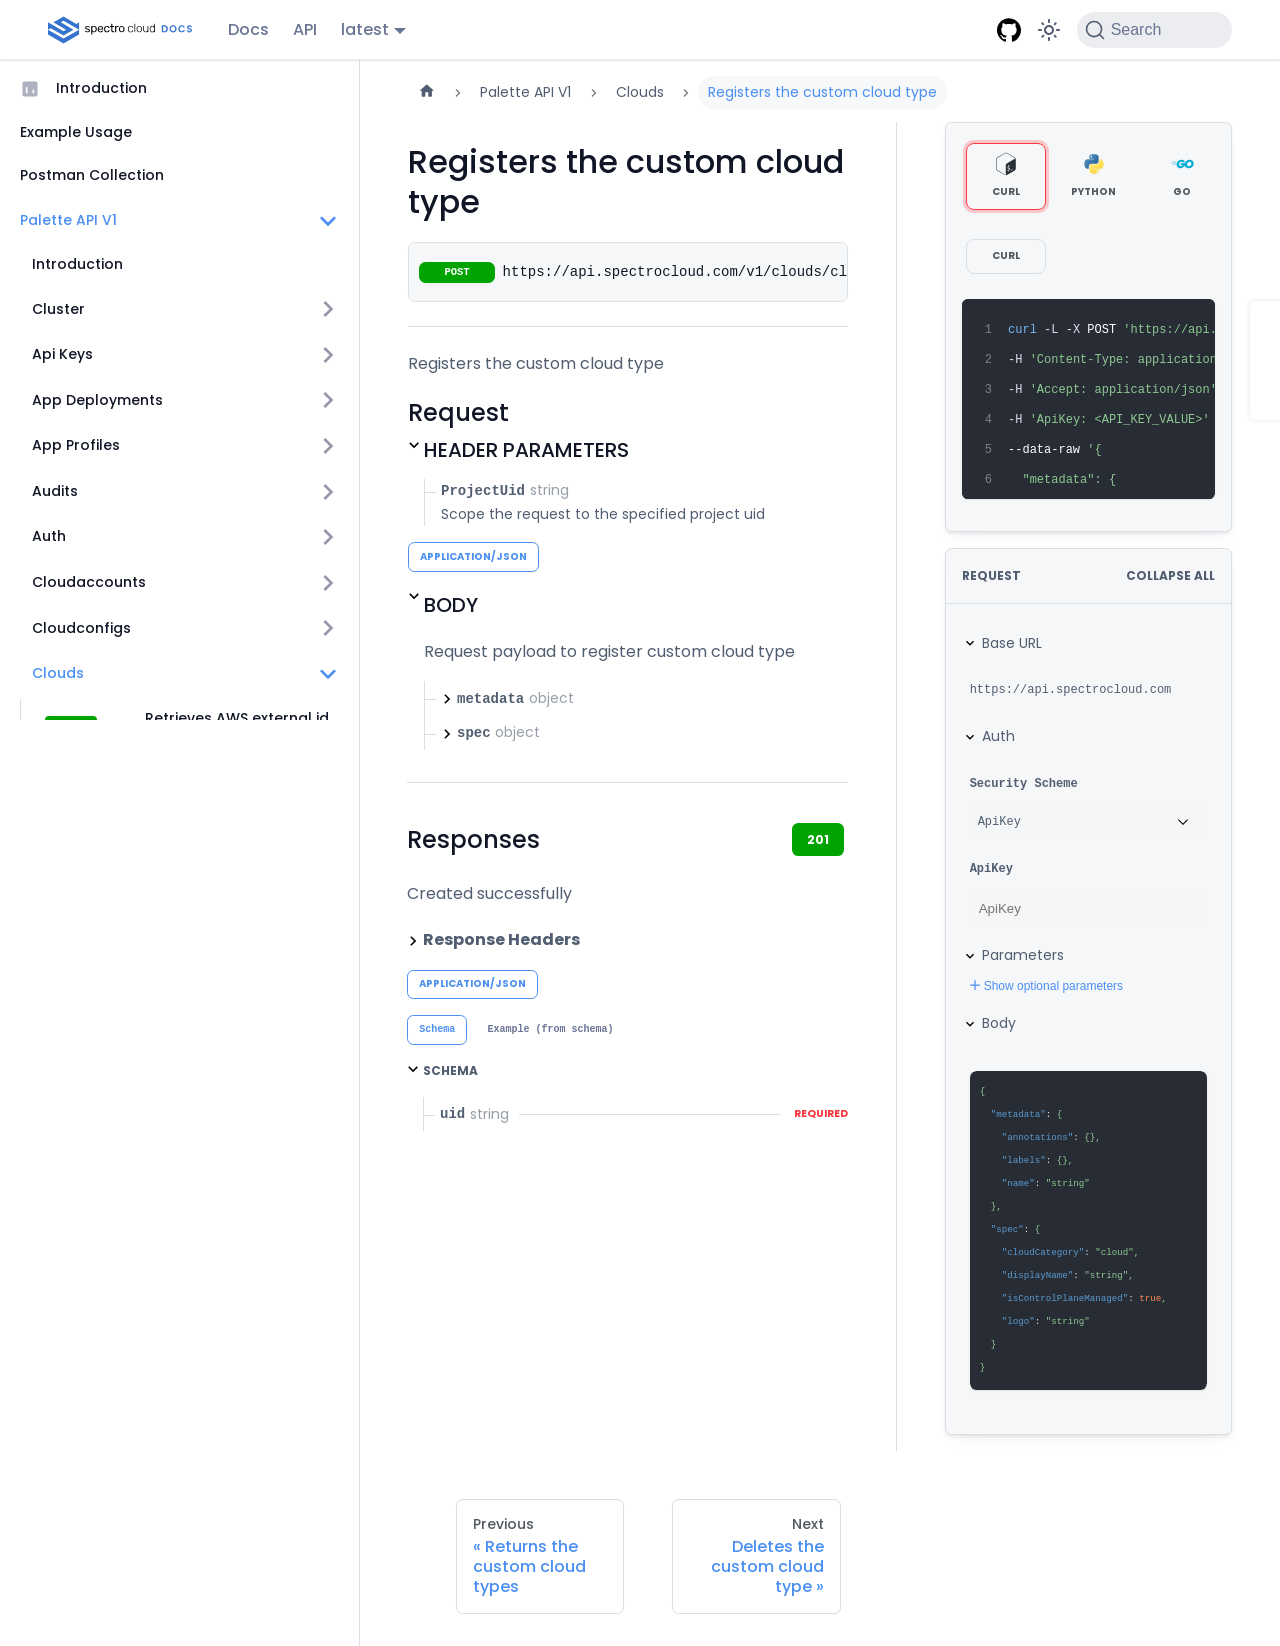 spectro cloud DOCS
Docs
API
latest
Search
Introduction
Example Usage
Postman Collection
Palette API V1
Introduction
Cluster
Api Keys
App Deployments
App Profiles
Audits
Auth
Cloudaccounts
Cloudconfigs
Clouds
Retrieves AWS external id
Palette API V1
Clouds
Registers the custom cloud type
Registers the custom cloud
type
POST https://api.spectrocloud.com/v1/clouds/cl
Registers the custom cloud type
Request
HEADER PARAMETERS
ProjectUid string
Scope the request to the specified project uid
APPLICATION/JSON
BODY
Request payload to register custom cloud type
metadata object
spec object
Responses
201
Created successfully
Response Headers
APPLICATION/JSON
Schema
Example (from schema)
SCHEMA
uid string
REQUIRED
CURL
PYTHON
GO
CURL
1 curl -L -X POST 'https://api.
2 -H 'Content-Type: application
3 -H 'Accept: application/json'
4 -H 'ApiKey: <API_KEY_VALUE>'
5 --data-raw '{
6 "metadata": {
REQUEST
COLLAPSE ALL
Base URL
https://api.spectrocloud.com
Auth
Security Scheme
ApiKey
ApiKey
ApiKey
Parameters
Show optional parameters
Body
{
"metadata": {
"annotations": {},
"labels": {},
"name": "string"
},
"spec": {
"cloudCategory": "cloud",
"displayName": "string",
"isControlPlaneManaged": true,
"logo": "string"
}
}
Previous
« Returns the
custom cloud
types
Next
Deletes the
custom cloud
type »